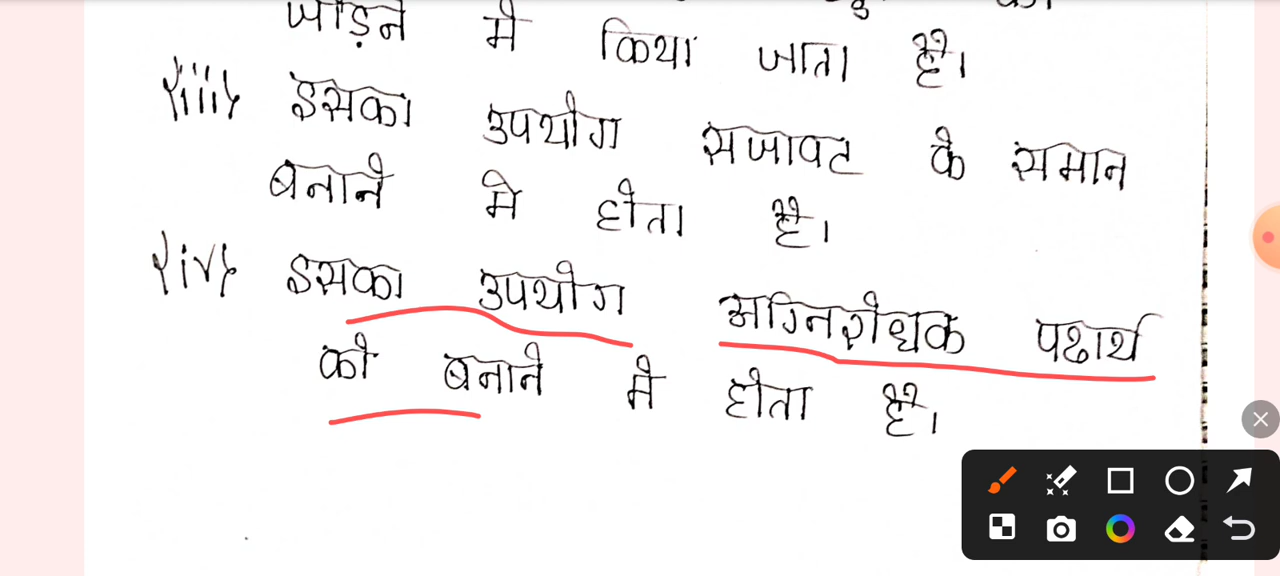 जोड़ने में किया जाता है।
{iii} इसका उपयोग सजावट के समान
बनाने में होता है।
{iv} इसका उपयोग अग्निरोधक पदार्थ
को बनाने में होता है।